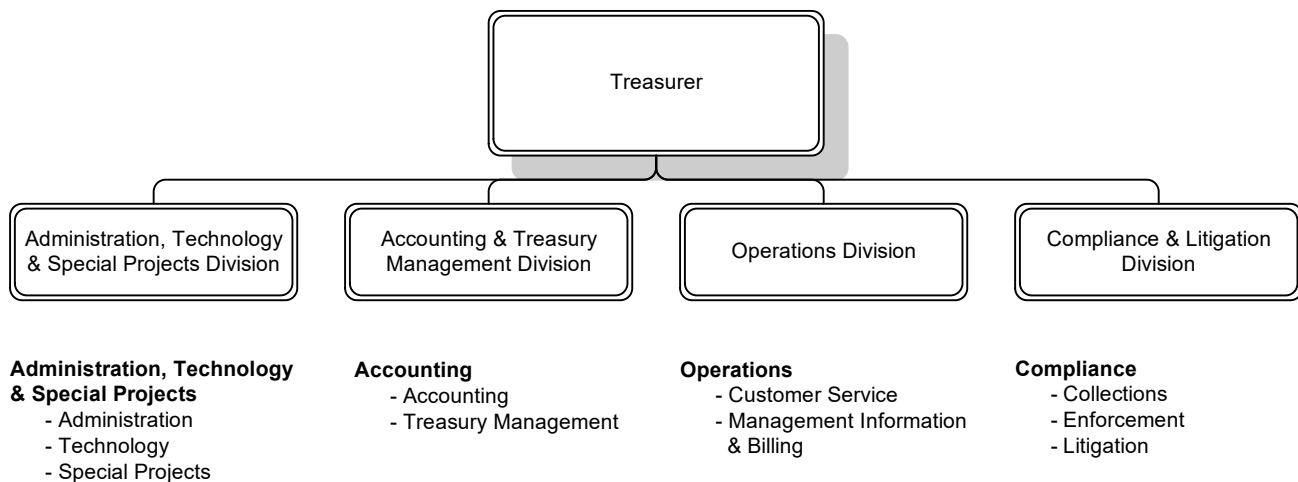 Treasurer
Administration, Technology
& Special Projects Division
Accounting & Treasury
Management Division
Operations Division
Compliance & Litigation
Division
Administration, Technology
& Special Projects
- Administration
- Technology
- Special Projects
Accounting
- Accounting
- Treasury Management
Operations
- Customer Service
- Management Information
& Billing
Compliance
- Collections
- Enforcement
- Litigation